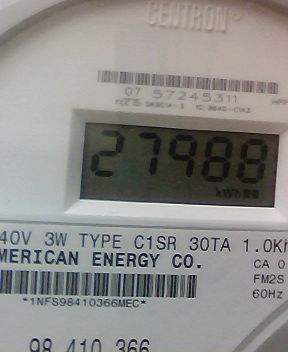 CENTRON
07 57245311
27988
kWh
40V 3W TYPE C1SR 30TA 1.0Kh
MERICAN ENERGY CO.
CA 0
FM2S
60Hz
*1NFS98410366MEC*
98 410 366